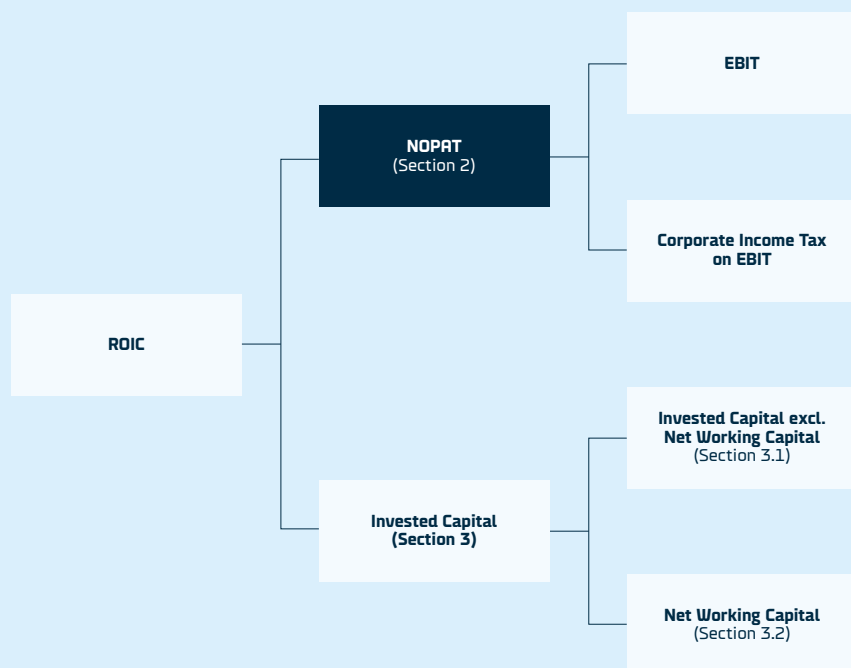 EBIT
NOPAT
(Section 2)
Corporate Income Tax
on EBIT
ROIC
Invested Capital excl.
Net Working Capital
(Section 3.1)
Invested Capital
(Section 3)
Net Working Capital
(Section 3.2)